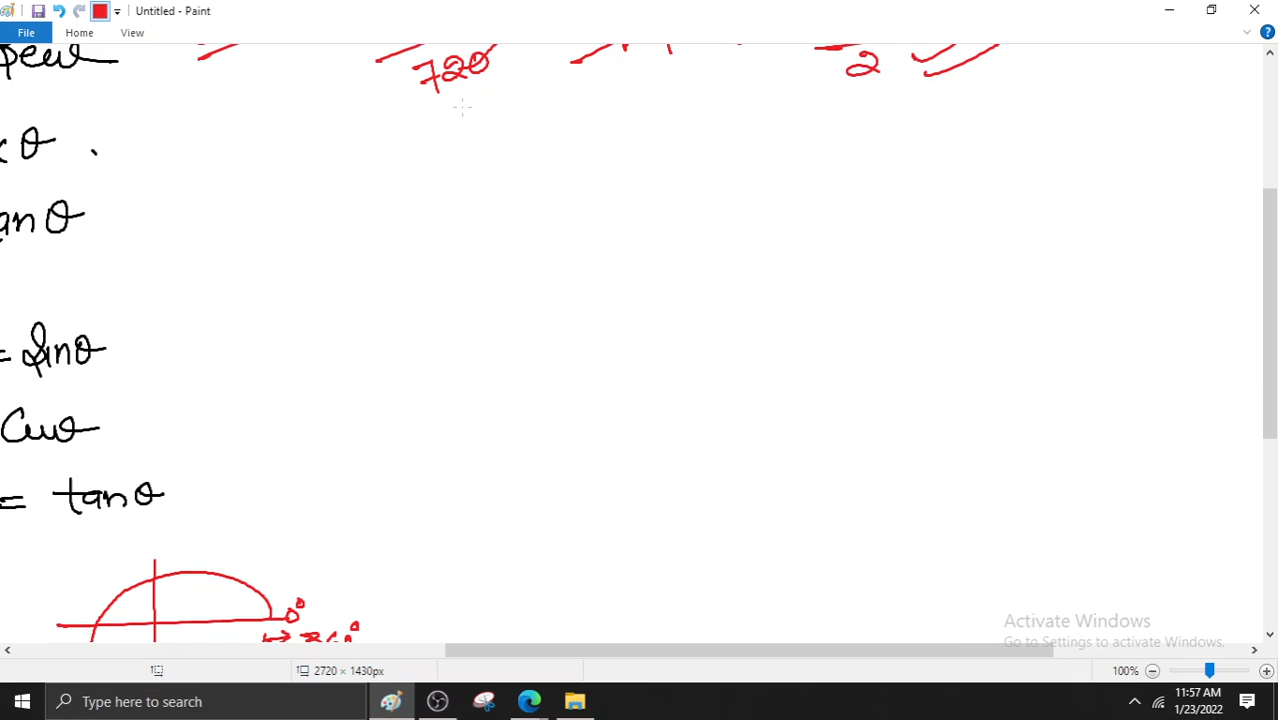 Untitled - Paint
File Home View
720
2
θ .
anθ
= Sinθ
Cosθ
= tanθ
0°
Activate Windows
Go to Settings to activate Windows.
2720 × 1430px
100%
Type here to search
11:57 AM
1/23/2022